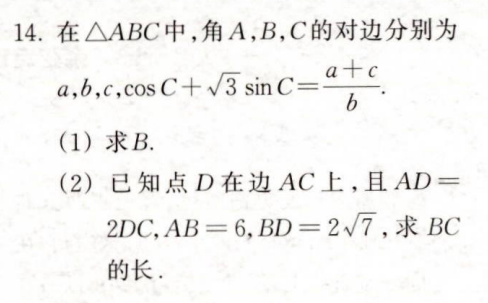 14. 在△ABC中,角A,B,C的对边分别为
a,b,c,cos C+√3 sin C=(a+c)/b.
(1) 求B.
(2) 已知点D在边AC上,且AD=
2DC,AB=6,BD=2√7,求BC
的长.